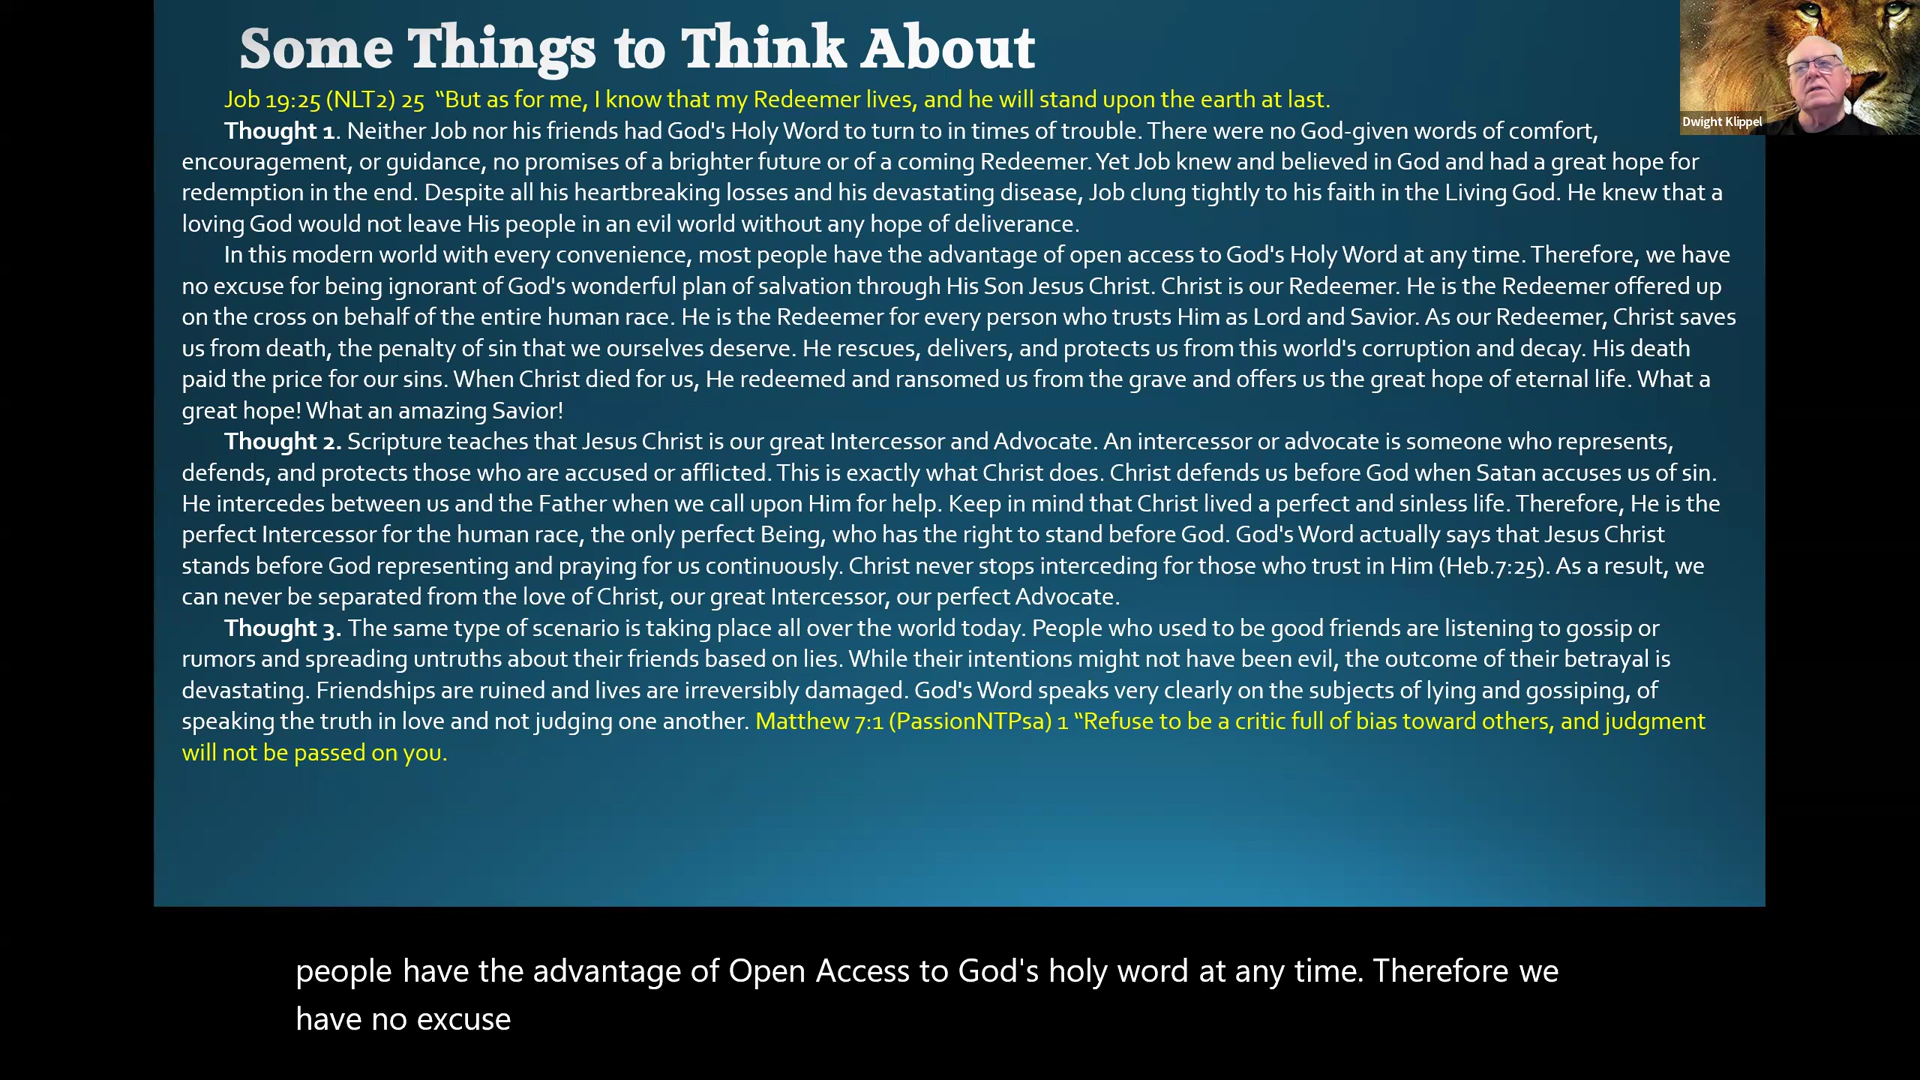 Some Things to Think About
Job 19:25 (NLT2) 25 “But as for me, I know that my Redeemer lives, and he will stand upon the earth at last.
Thought 1. Neither Job nor his friends had God's Holy Word to turn to in times of trouble. There were no God-given words of comfort,
encouragement, or guidance, no promises of a brighter future or of a coming Redeemer. Yet Job knew and believed in God and had a great hope for
redemption in the end. Despite all his heartbreaking losses and his devastating disease, Job clung tightly to his faith in the Living God. He knew that a
loving God would not leave His people in an evil world without any hope of deliverance.
In this modern world with every convenience, most people have the advantage of open access to God's Holy Word at any time. Therefore, we have
no excuse for being ignorant of God's wonderful plan of salvation through His Son Jesus Christ. Christ is our Redeemer. He is the Redeemer offered up
on the cross on behalf of the entire human race. He is the Redeemer for every person who trusts Him as Lord and Savior. As our Redeemer, Christ saves
us from death, the penalty of sin that we ourselves deserve. He rescues, delivers, and protects us from this world's corruption and decay. His death
paid the price for our sins. When Christ died for us, He redeemed and ransomed us from the grave and offers us the great hope of eternal life. What a
great hope! What an amazing Savior!
Thought 2. Scripture teaches that Jesus Christ is our great Intercessor and Advocate. An intercessor or advocate is someone who represents,
defends, and protects those who are accused or afflicted. This is exactly what Christ does. Christ defends us before God when Satan accuses us of sin.
He intercedes between us and the Father when we call upon Him for help. Keep in mind that Christ lived a perfect and sinless life. Therefore, He is the
perfect Intercessor for the human race, the only perfect Being, who has the right to stand before God. God's Word actually says that Jesus Christ
stands before God representing and praying for us continuously. Christ never stops interceding for those who trust in Him (Heb.7:25). As a result, we
can never be separated from the love of Christ, our great Intercessor, our perfect Advocate.
Thought 3. The same type of scenario is taking place all over the world today. People who used to be good friends are listening to gossip or
rumors and spreading untruths about their friends based on lies. While their intentions might not have been evil, the outcome of their betrayal is
devastating. Friendships are ruined and lives are irreversibly damaged. God's Word speaks very clearly on the subjects of lying and gossiping, of
speaking the truth in love and not judging one another. Matthew 7:1 (PassionNTPsa) 1 “Refuse to be a critic full of bias toward others, and judgment
will not be passed on you.
Dwight Klippel
people have the advantage of Open Access to God's holy word at any time. Therefore we
have no excuse